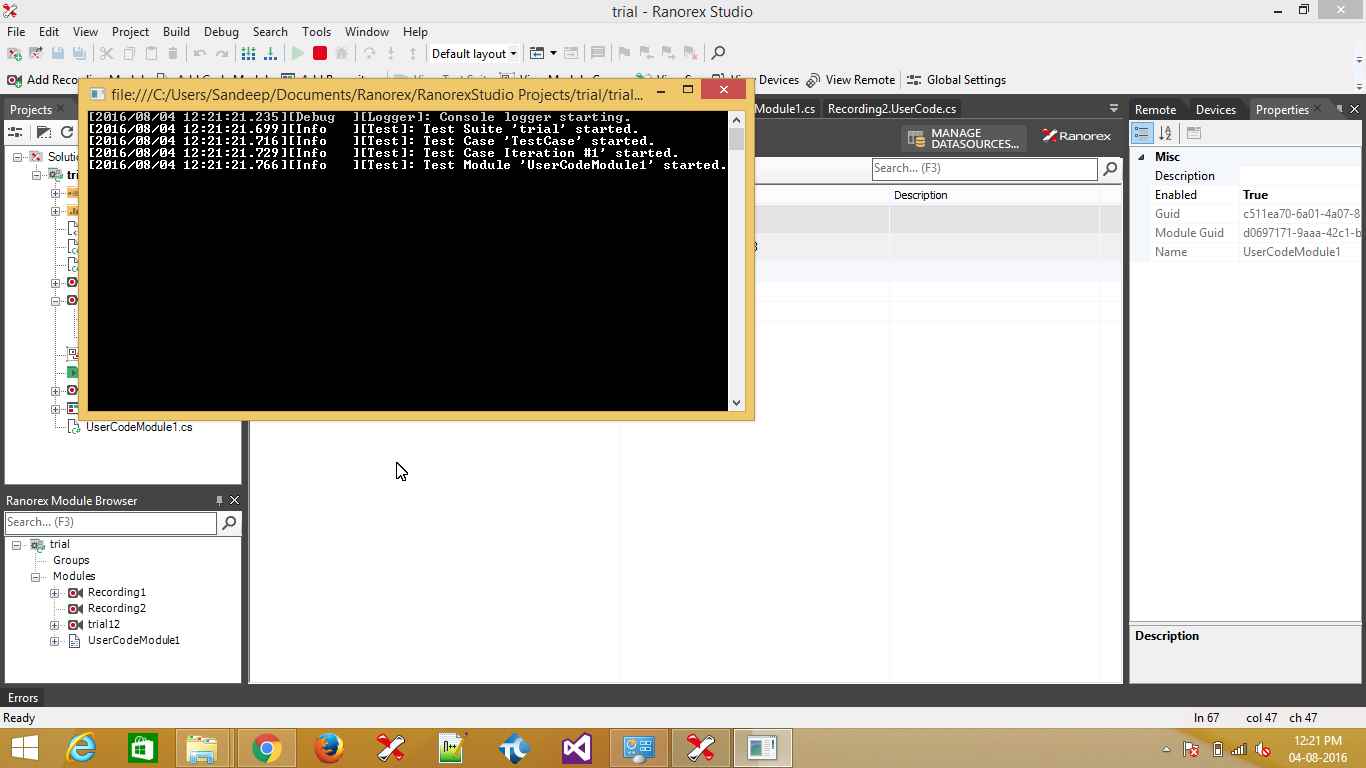 trial - Ranorex Studio
File Edit View Project Build Debug Search Tools Window Help
Default layout
Add
View Remote
Global Settings
Devices
file:///C:/Users/Sandeep/Documents/Ranorex/RanorexStudio Projects/trial/trial...
[2016/08/04 12:21:21.235][Debug ][Logger]: Console logger starting.
[2016/08/04 12:21:21.699][Info ][Test]: Test Suite 'trial' started.
[2016/08/04 12:21:21.716][Info ][Test]: Test Case 'TestCase' started.
[2016/08/04 12:21:21.729][Info ][Test]: Test Case Iteration #1' started.
[2016/08/04 12:21:21.766][Info ][Test]: Test Module 'UserCodeModule1' started.
Projects
Solutio
tri
UserCodeModule1.cs
Module1.cs
Recording2.UserCode.cs
MANAGE
DATASOURCES...
Ranorex
Search... (F3)
Description
Remote Devices Properties
Misc
Description
Enabled True
Guid c511ea70-6a01-4a07-8
Module Guid d0697171-9aaa-42c1-b
Name UserCodeModule1
Description
Ranorex Module Browser
Search... (F3)
trial
Groups
Modules
Recording1
Recording2
trial12
UserCodeModule1
Errors
Ready
ln 67 col 47 ch 47
12:21 PM
04-08-2016